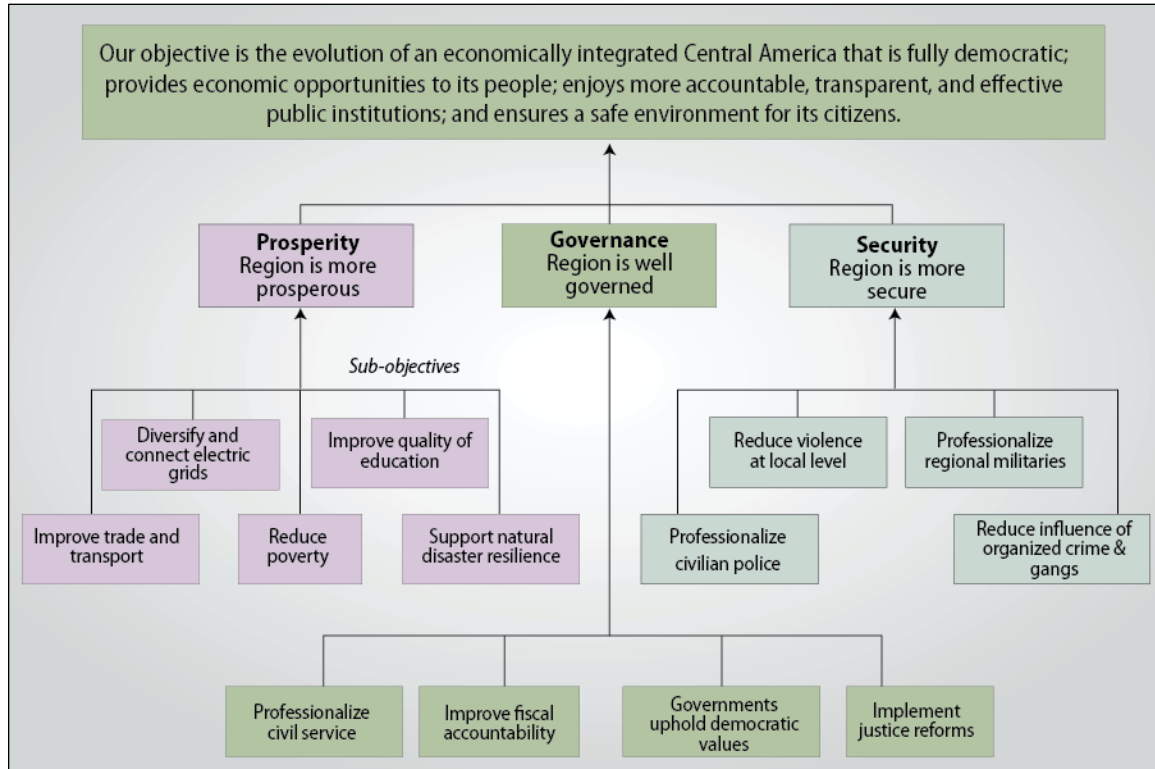 Our objective is the evolution of an economically integrated Central America that is fully democratic;
provides economic opportunities to its people; enjoys more accountable, transparent, and effective
public institutions; and ensures a safe environment for its citizens.
Prosperity
Region is more
prosperous
Governance
Region is well
governed
Security
Region is more
secure
Sub-objectives
Diversify and
connect electric
grids
Improve quality of
education
Reduce violence
at local level
Professionalize
regional militaries
Improve trade and
transport
Reduce
poverty
Support natural
disaster resilience
Professionalize
civilian police
Reduce influence of
organized crime &
gangs
Professionalize
civil service
Improve fiscal
accountability
Governments
uphold democratic
values
Implement
justice reforms